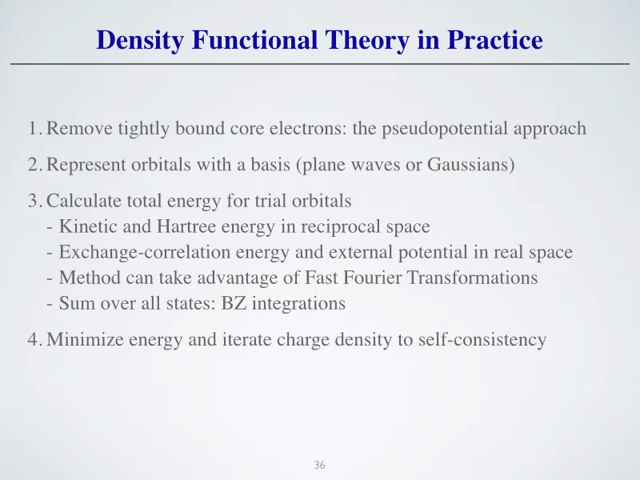 Density Functional Theory in Practice
1. Remove tightly bound core electrons: the pseudopotential approach
2. Represent orbitals with a basis (plane waves or Gaussians)
3. Calculate total energy for trial orbitals
- Kinetic and Hartree energy in reciprocal space
- Exchange-correlation energy and external potential in real space
- Method can take advantage of Fast Fourier Transformations
- Sum over all states: BZ integrations
4. Minimize energy and iterate charge density to self-consistency
36